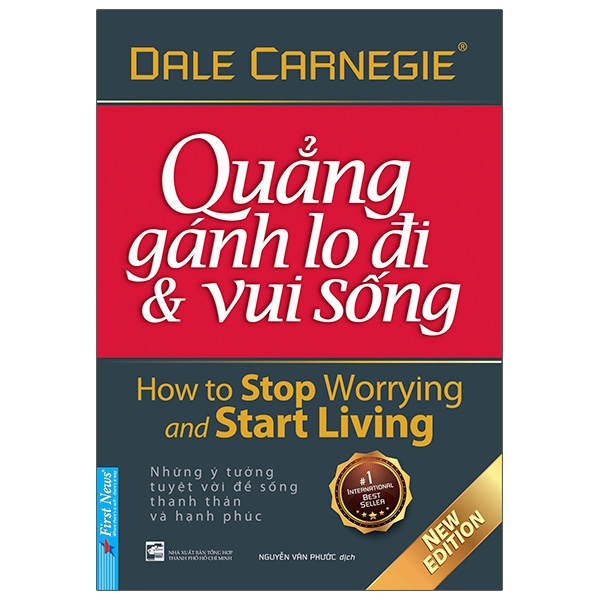 DALE CARNEGIE®
Quẳng
gánh lo đi
& vui sống
How to Stop Worrying
and Start Living
Những ý tưởng
tuyệt vời để sống
thanh thản
và hạnh phúc
#1
INTERNATIONAL
BEST
SELLER
NEW
EDITION
First News
NHÀ XUẤT BẢN TỔNG HỢP
THÀNH PHỐ HỒ CHÍ MINH
NGUYỄN VĂN PHƯỚC dịch